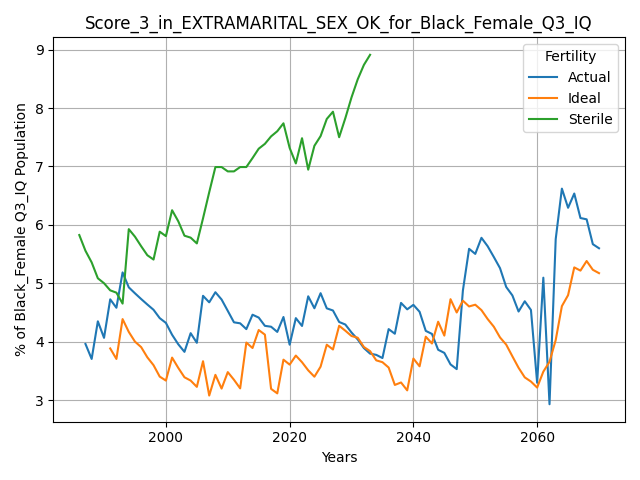 Score_3_in_EXTRAMARITAL_SEX_OK_for_Black_Female_Q3_IQ
Fertility
Actual
Ideal
Sterile
% of Black_Female Q3_IQ Population
9
8
7
6
5
4
3
2000
2020
2040
2060
Years